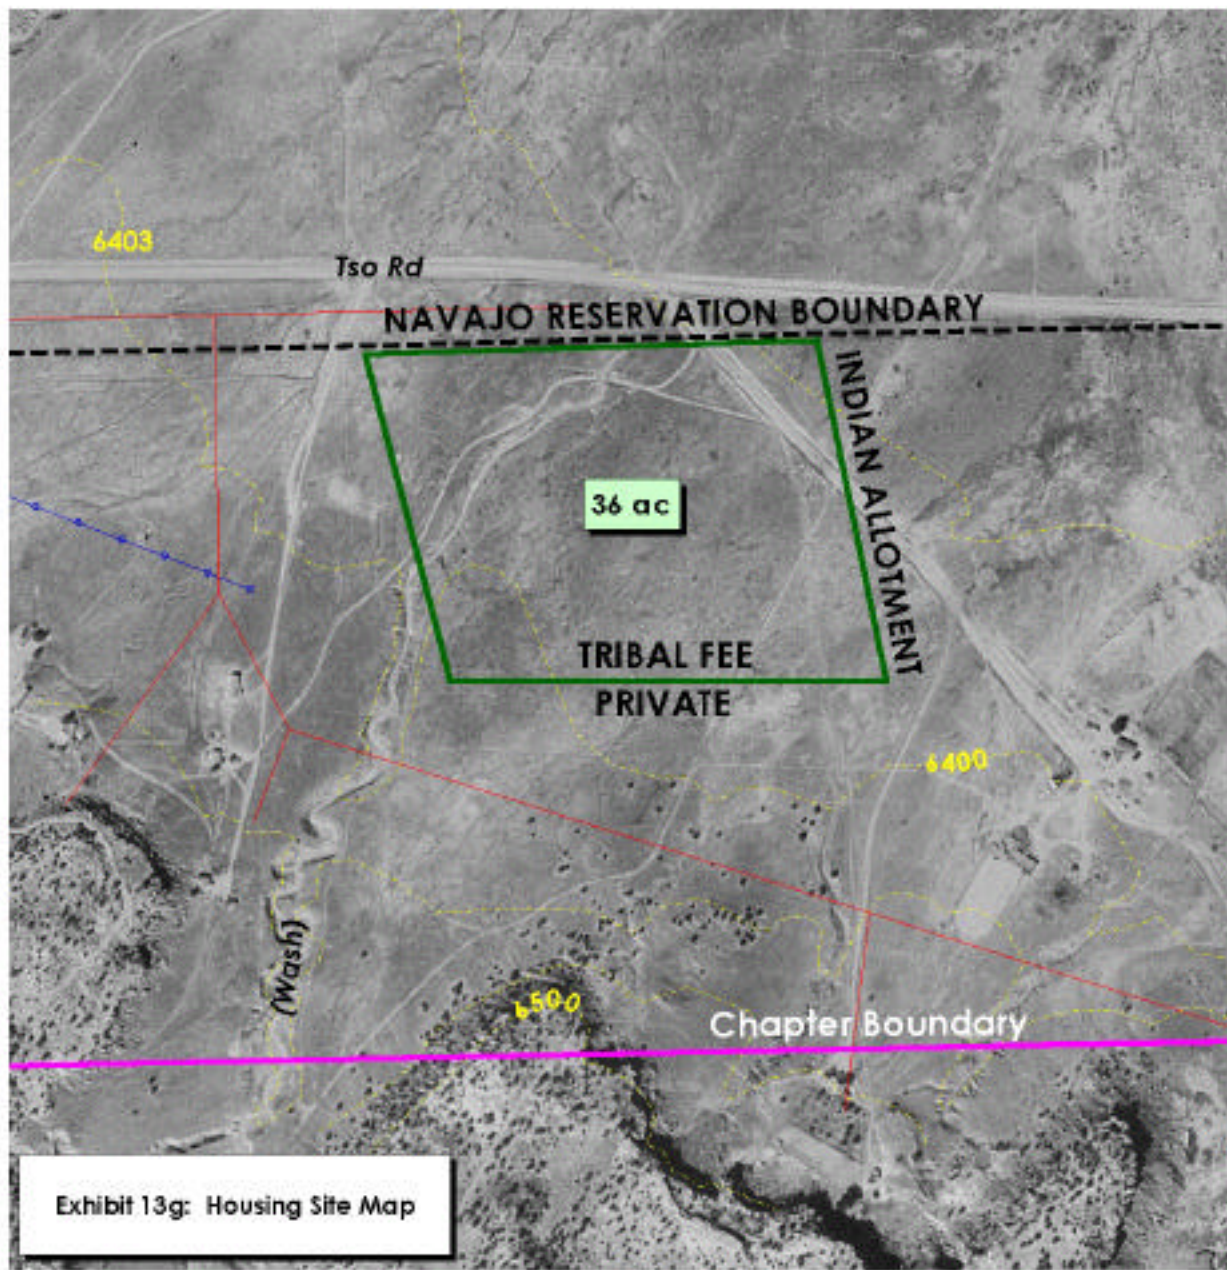 6403
Tso Rd
NAVAJO RESERVATION BOUNDARY
INDIAN ALLOTMENT
36 ac
TRIBAL FEE
PRIVATE
6400
(Wash)
6500
Chapter Boundary
Exhibit 13g: Housing Site Map